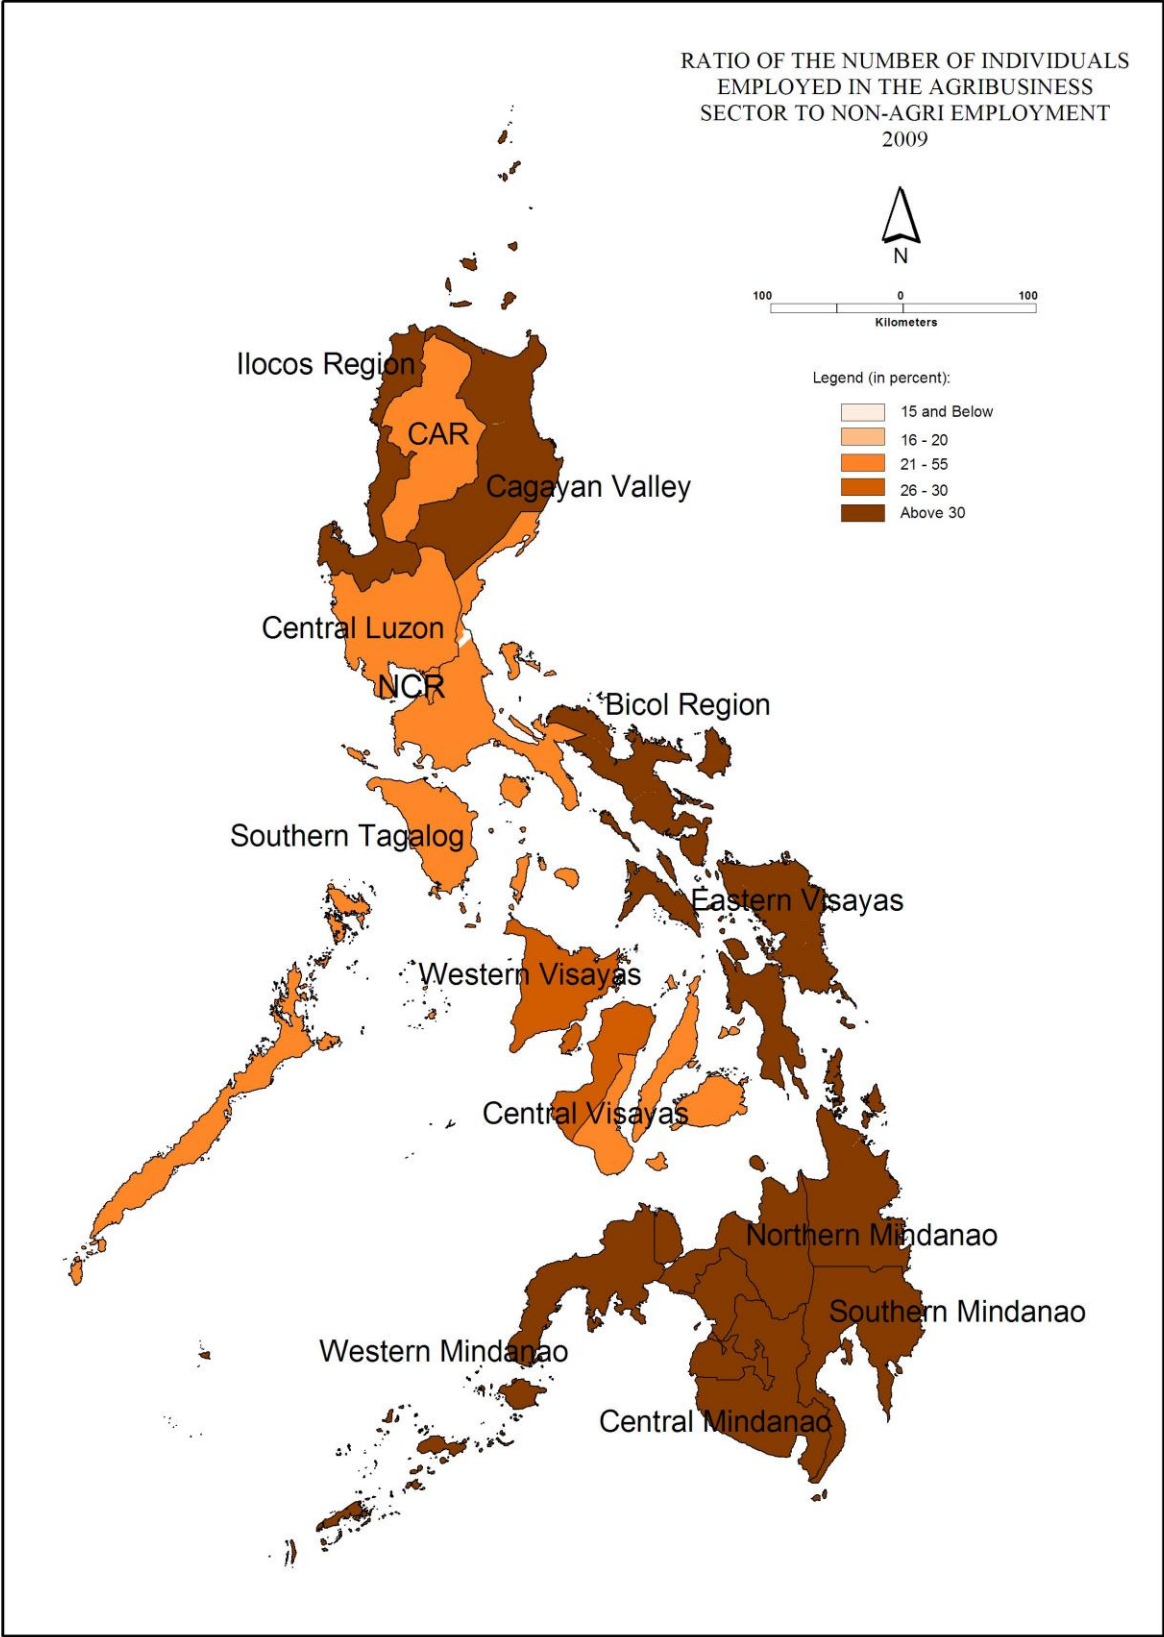 RATIO OF THE NUMBER OF INDIVIDUALS
EMPLOYED IN THE AGRIBUSINESS
SECTOR TO NON-AGRI EMPLOYMENT
2009
N
100 0 100
Kilometers
Legend (in percent):
15 and Below
16 - 20
21 - 55
26 - 30
Above 30
Ilocos Region
CAR
Cagayan Valley
Central Luzon
NCR
Bicol Region
Southern Tagalog
Eastern Visayas
Western Visayas
Central Visayas
Northern Mindanao
Southern Mindanao
Western Mindanao
Central Mindanao